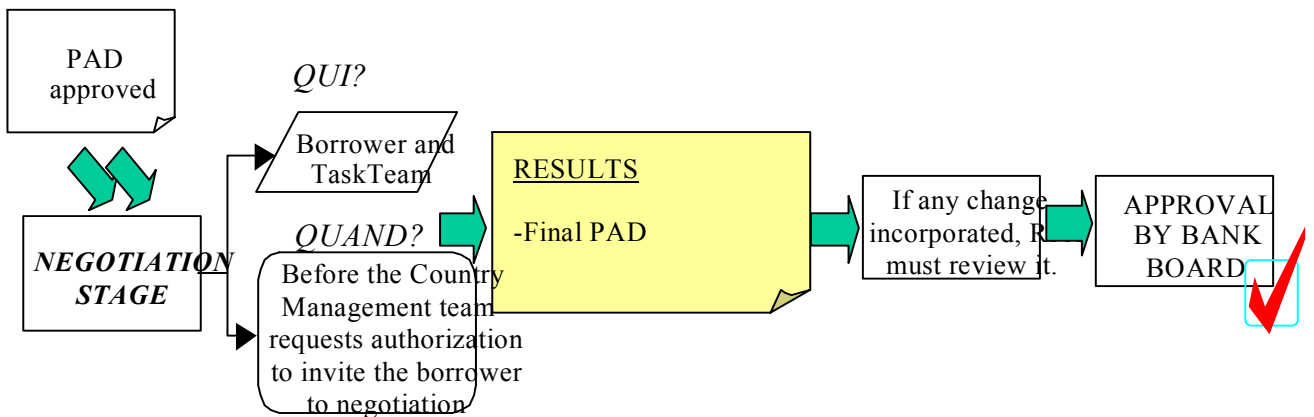 PAD
approved
NEGOTIATION
STAGE
QUI?
Borrower and
TaskTeam
QUAND?
Before the Country
Management team
requests authorization
to invite the borrower
to negotiation
RESULTS
-Final PAD
If any change
incorporated,
must review it.
APPROVAL
BY BANK
BOARD